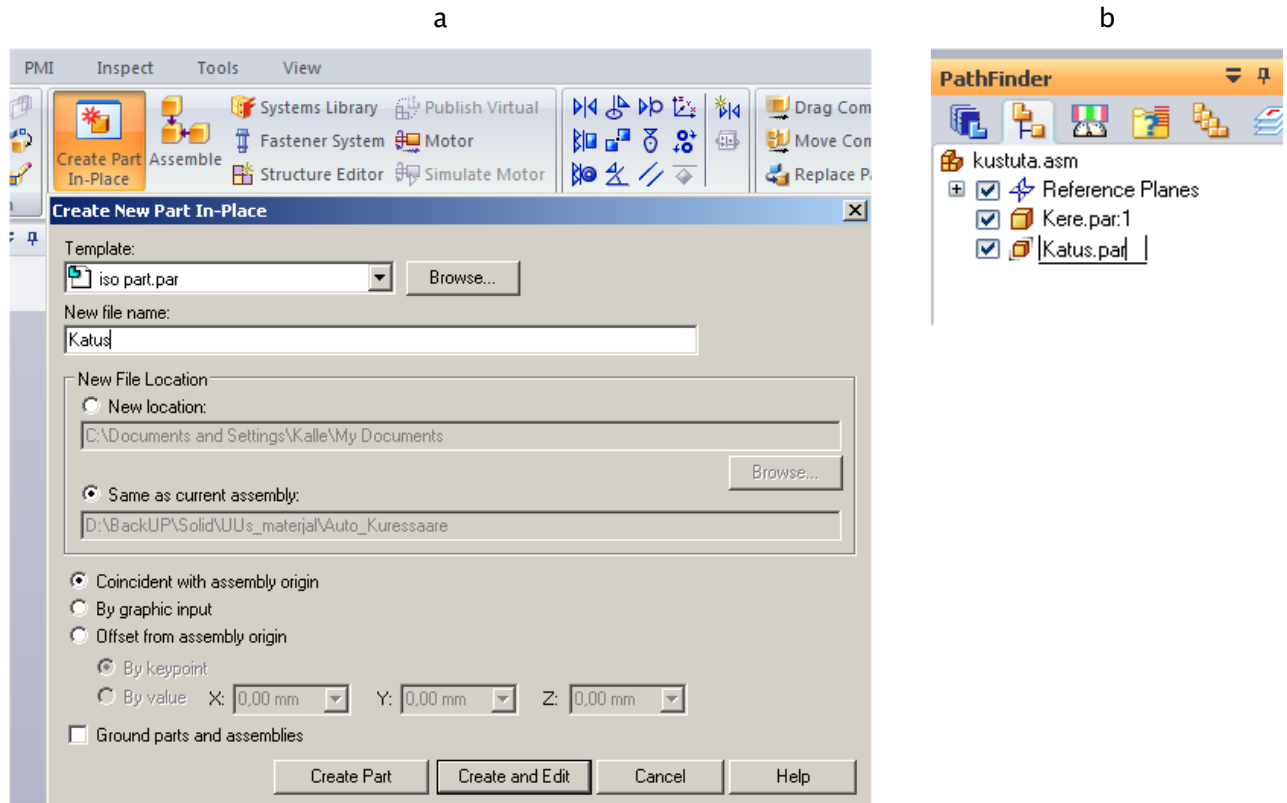 a
b
PMI Inspect Tools View
Create Part In-Place
Assemble
Systems Library
Publish Virtual
Drag Com
Fastener System
Motor
Move Con
Structure Editor
Simulate Motor
Replace P
Create New Part In-Place
Template:
iso part.par
Browse...
New file name:
Katus
New File Location
New location:
C:\Documents and Settings\Kalle\My Documents
Browse...
Same as current assembly:
D:\BackUP\Solid\UUs_materjal\Auto_Kuressaare
Coincident with assembly origin
By graphic input
Offset from assembly origin
By keypoint
By value X: 0,00 mm Y: 0,00 mm Z: 0,00 mm
Ground parts and assemblies
Create Part Create and Edit Cancel Help
PathFinder
kustuta.asm
Reference Planes
Kere.par:1
Katus.par